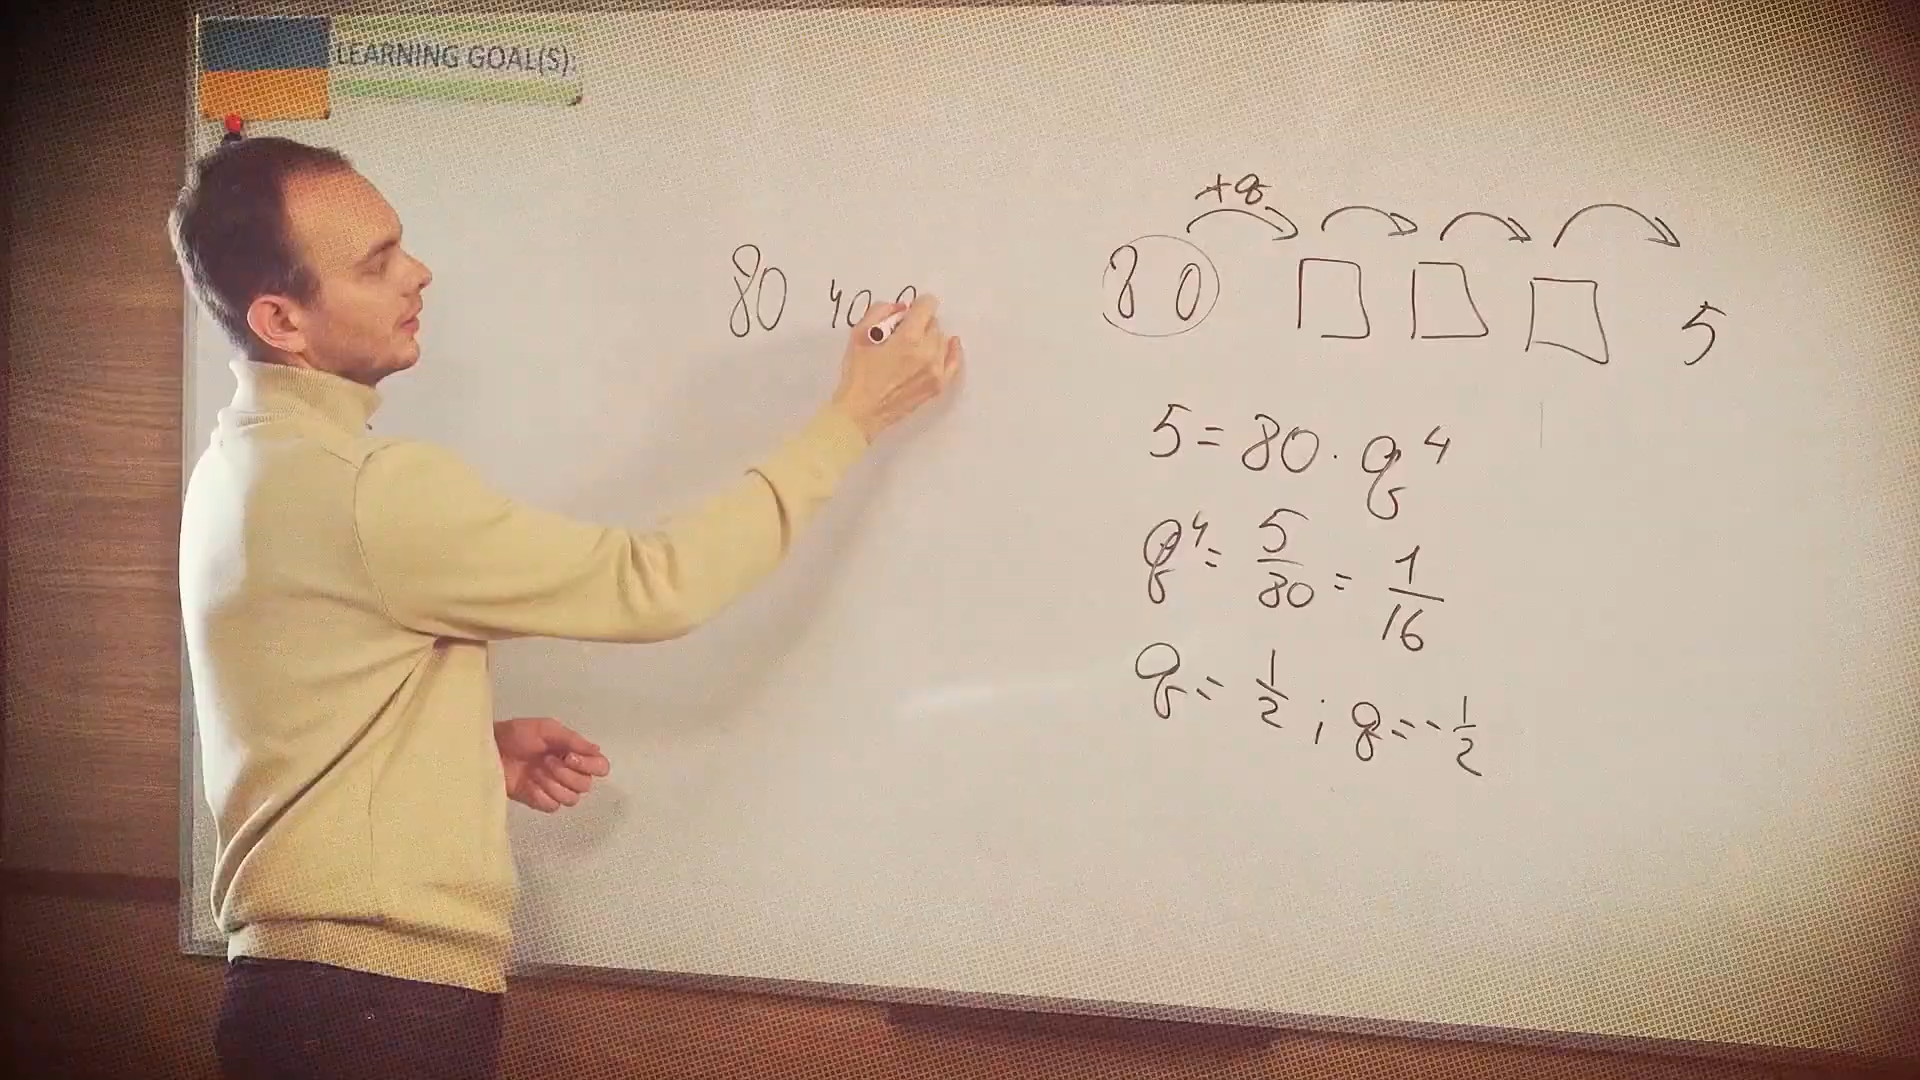 LEARNING GOAL(S):
+q
80 40
80 5
5 = 80 · q⁴
q⁴ = 5/80 = 1/16
q = 1/2 ; q = -1/2